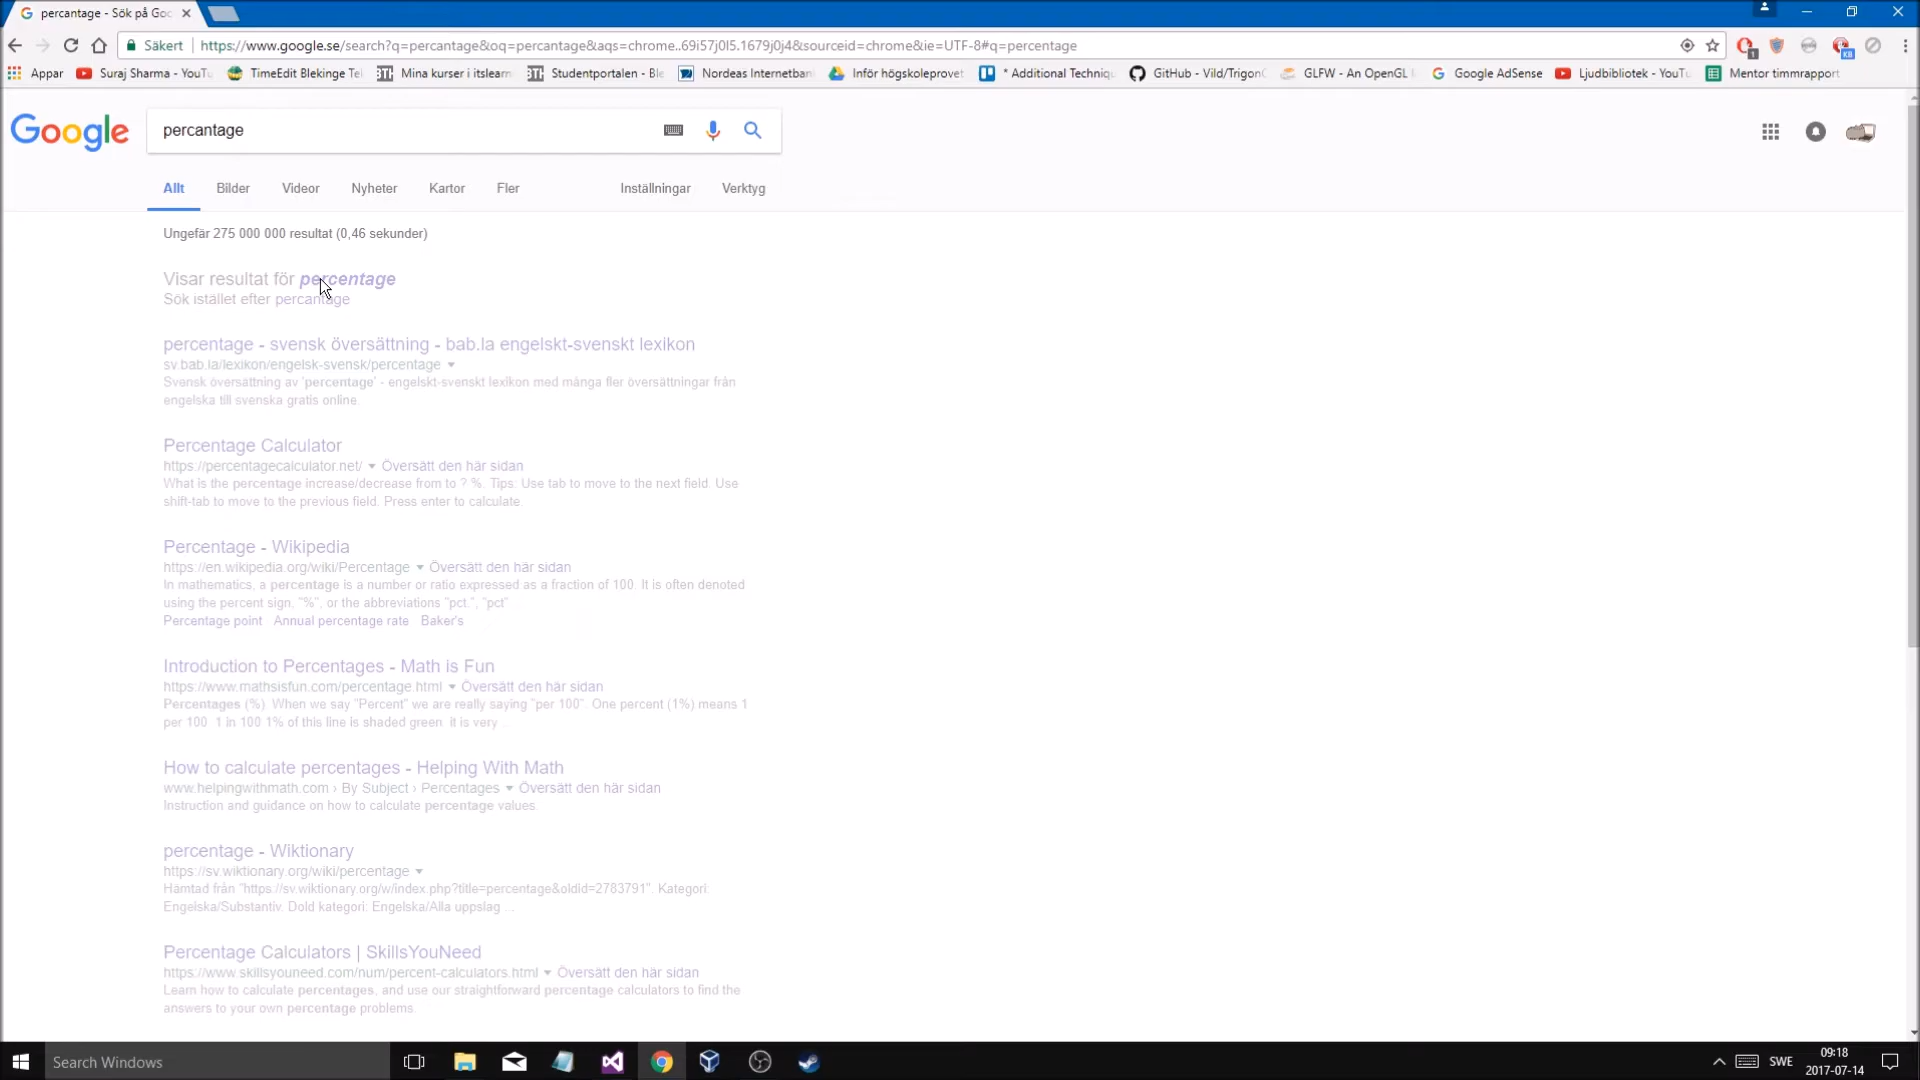 percantage - Sök på Goo
Säkert https://www.google.se/search?q=percantage&oq=percantage&aqs=chrome..69i57j0l5.1679j0j4&sourceid=chrome&ie=UTF-8#q=percentage
Appar Suraj Sharma - YouTu TimeEdit Blekinge Te Mina kurser i itslearn Studentportalen - Ble Nordeas Internetban Inför högskoleprovet * Additional Techniqu GitHub - Vild/Trigon GLFW - An OpenGL Google AdSense Ljudbibliotek - YouTu Mentor timmrapport
Google percantage
Allt Bilder Videor Nyheter Kartor Fler Inställningar Verktyg
Ungefär 275 000 000 resultat (0,46 sekunder)
Visar resultat för percentage
Sök istället efter percantage
percentage - svensk översättning - bab.la engelskt-svenskt lexikon
sv.bab.la/lexikon/engelsk-svensk/percentage
Svensk översättning av 'percentage' - engelskt-svenskt lexikon med många fler översättningar från
engelska till svenska gratis online.
Percentage Calculator
https://percentagecalculator.net/ Översätt den här sidan
What is the percentage increase/decrease from to ? %. Tips: Use tab to move to the next field. Use
shift-tab to move to the previous field. Press enter to calculate.
Percentage - Wikipedia
https://en.wikipedia.org/wiki/Percentage Översätt den här sidan
In mathematics, a percentage is a number or ratio expressed as a fraction of 100. It is often denoted
using the percent sign, "%", or the abbreviations "pct.", "pct"
Percentage point Annual percentage rate Baker's
Introduction to Percentages - Math is Fun
https://www.mathsisfun.com/percentage.html Översätt den här sidan
Percentages (%) When we say "Percent" we are really saying "per 100". One percent (1%) means 1
per 100 1 in 100 1% of this line is shaded green. it is very ...
How to calculate percentages - Helping With Math
www.helpingwithmath.com › By Subject › Percentages Översätt den här sidan
Instruction and guidance on how to calculate percentage values.
percentage - Wiktionary
https://sv.wiktionary.org/wiki/percentage
Hämtad från "https://sv.wiktionary.org/w/index.php?title=percentage&oldid=2783791". Kategori:
Engelska/Substantiv. Dold kategori: Engelska/Alla uppslag ...
Percentage Calculators | SkillsYouNeed
https://www.skillsyouneed.com/num/percent-calculators.html Översätt den här sidan
Learn how to calculate percentages, and use our straightforward percentage calculators to find the
answers to your own percentage problems.
Search Windows SWE 09:18
2017-07-14